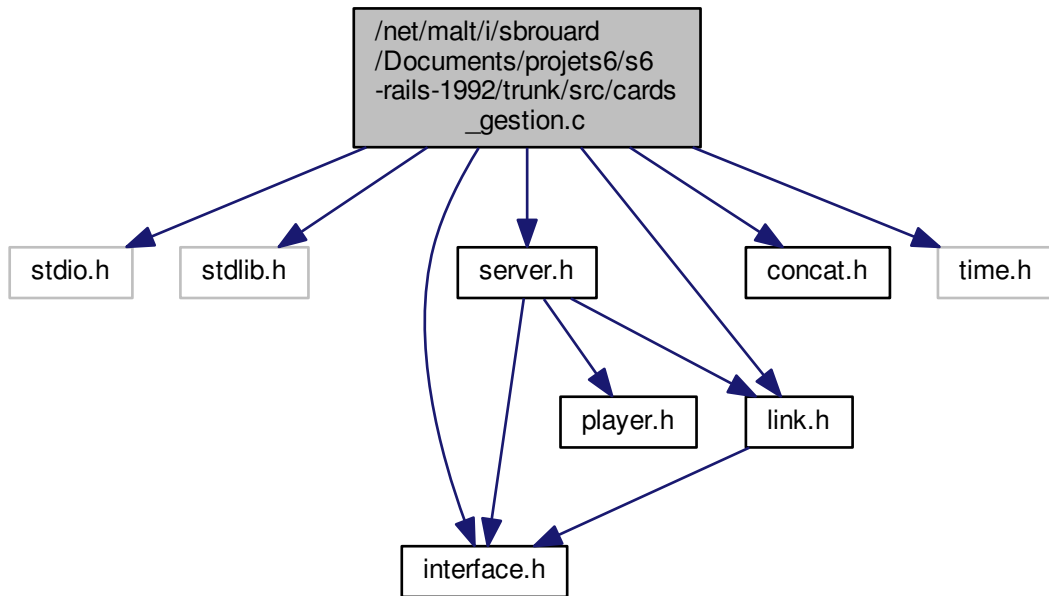 /net/malt/i/sbrouard
/Documents/projets6/s6
-rails-1992/trunk/src/cards
_gestion.c
stdio.h
stdlib.h
server.h
concat.h
time.h
player.h
link.h
interface.h